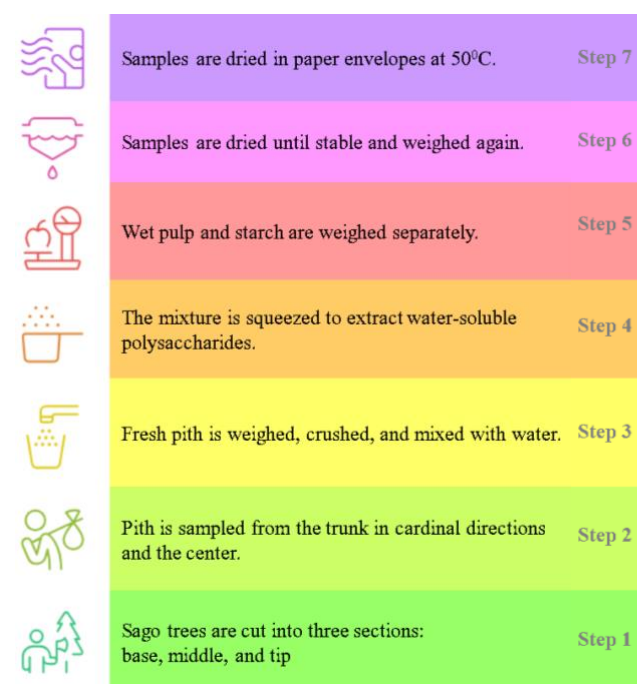 Samples are dried in paper envelopes at 50⁰C.
Step 7
Samples are dried until stable and weighed again.
Step 6
Wet pulp and starch are weighed separately.
Step 5
The mixture is squeezed to extract water-soluble
polysaccharides.
Step 4
Fresh pith is weighed, crushed, and mixed with water.
Step 3
Pith is sampled from the trunk in cardinal directions
and the center.
Step 2
Sago trees are cut into three sections:
base, middle, and tip
Step 1